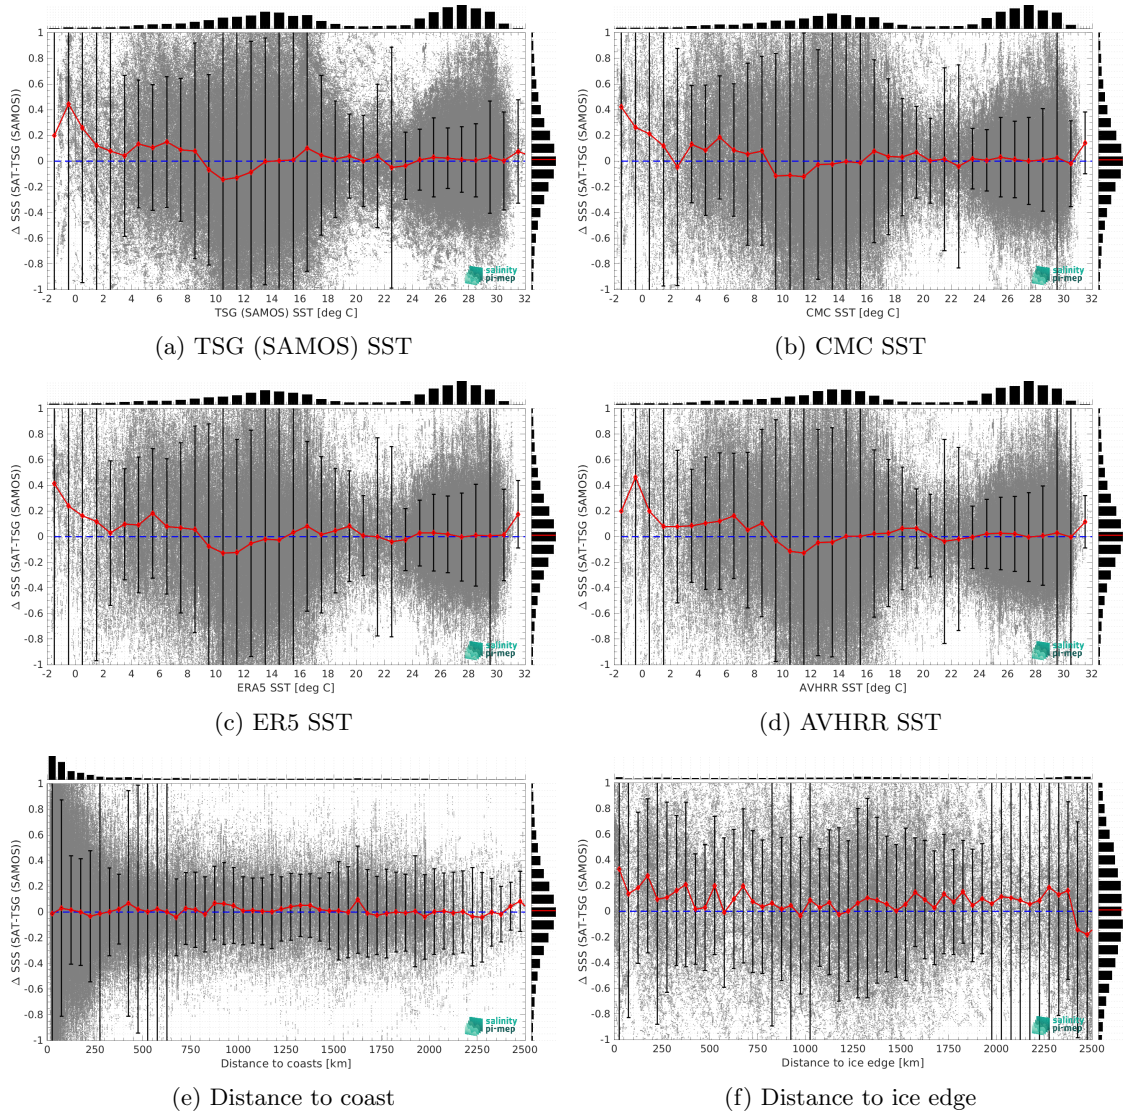 1
0.8
0.6
0.4
0.2
0
-0.2
-0.4
-0.6
-0.8
-1
Δ SSS (SAT-TSG (SAMOS))
salinity
pi-mep
-2 0 2 4 6 8 10 12 14 16 18 20 22 24 26 28 30 32
TSG (SAMOS) SST [deg C]
(a) TSG (SAMOS) SST
1
0.8
0.6
0.4
0.2
0
-0.2
-0.4
-0.6
-0.8
-1
Δ SSS (SAT-TSG (SAMOS))
salinity
pi-mep
-2 0 2 4 6 8 10 12 14 16 18 20 22 24 26 28 30 32
CMC SST [deg C]
(b) CMC SST
1
0.8
0.6
0.4
0.2
0
-0.2
-0.4
-0.6
-0.8
-1
Δ SSS (SAT-TSG (SAMOS))
salinity
pi-mep
-2 0 2 4 6 8 10 12 14 16 18 20 22 24 26 28 30 32
ERA5 SST [deg C]
(c) ER5 SST
1
0.8
0.6
0.4
0.2
0
-0.2
-0.4
-0.6
-0.8
-1
Δ SSS (SAT-TSG (SAMOS))
salinity
pi-mep
-2 0 2 4 6 8 10 12 14 16 18 20 22 24 26 28 30 32
AVHRR SST [deg C]
(d) AVHRR SST
1
0.8
0.6
0.4
0.2
0
-0.2
-0.4
-0.6
-0.8
-1
Δ SSS (SAT-TSG (SAMOS))
salinity
pi-mep
0 250 500 750 1000 1250 1500 1750 2000 2250 2500
Distance to coasts [km]
(e) Distance to coast
1
0.8
0.6
0.4
0.2
0
-0.2
-0.4
-0.6
-0.8
-1
Δ SSS (SAT-TSG (SAMOS))
salinity
pi-mep
0 250 500 750 1000 1250 1500 1750 2000 2250 2500
Distance to ice edge [km]
(f) Distance to ice edge